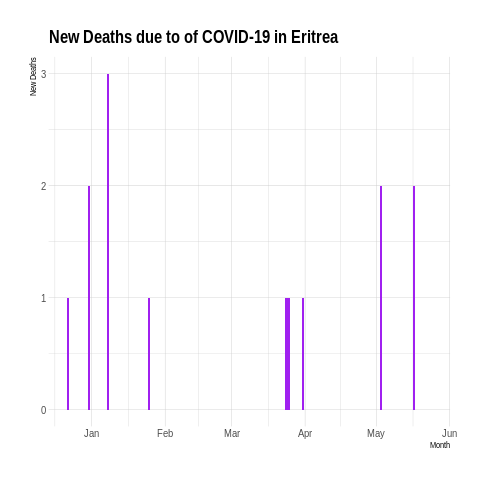 New Deaths due to of COVID-19 in Eritrea
New Deaths
3
2
1
0
Jan Feb Mar Apr May Jun
Month